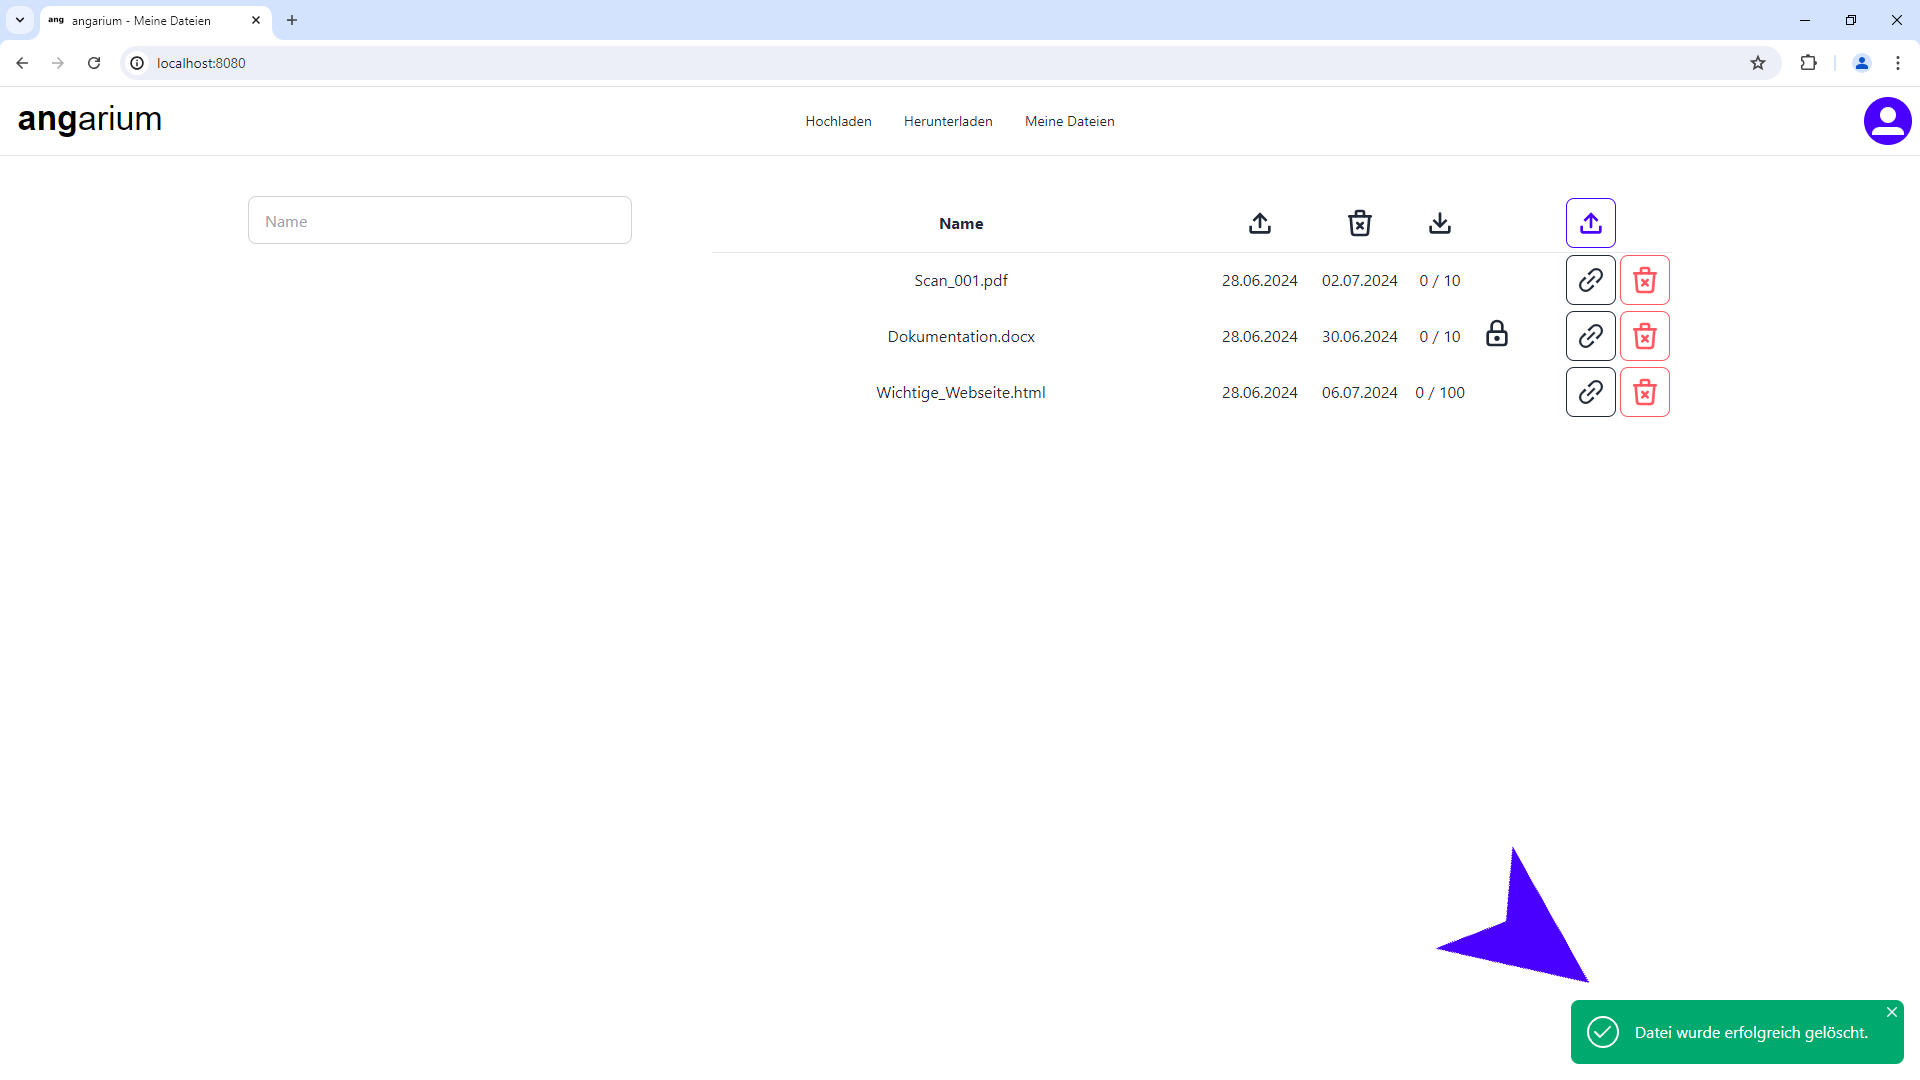 ang angarium - Meine Dateien
localhost:8080
angarium
Hochladen Herunterladen Meine Dateien
Name
Name
Scan_001.pdf 28.06.2024 02.07.2024 0 / 10
Dokumentation.docx 28.06.2024 30.06.2024 0 / 10
Wichtige_Webseite.html 28.06.2024 06.07.2024 0 / 100
Datei wurde erfolgreich gelöscht.